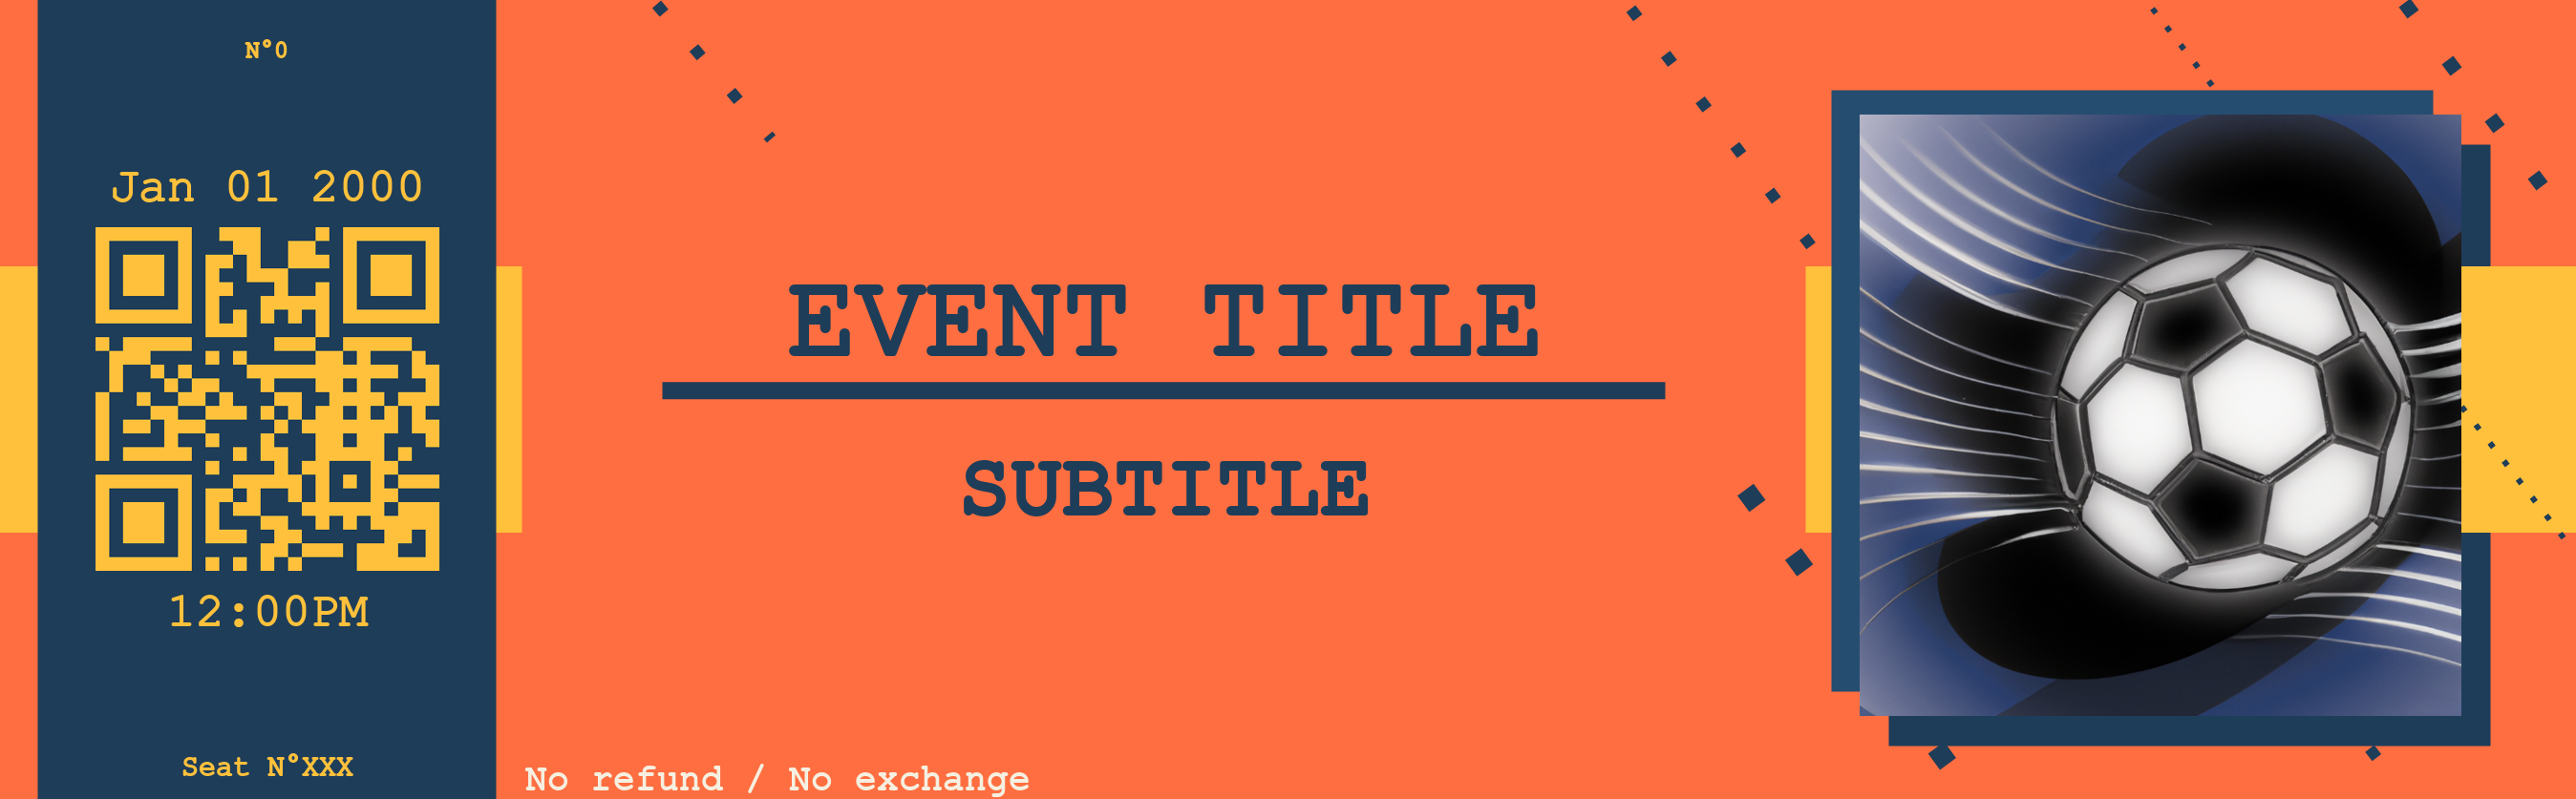 N°0
Jan 01 2000
12:00PM
Seat N°XXX
EVENT TITLE
SUBTITLE
No refund / No exchange